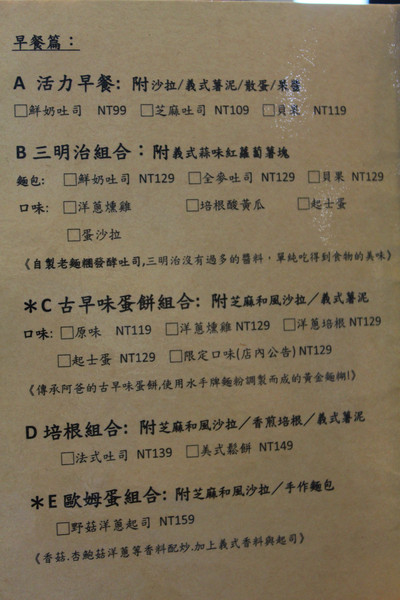 早餐篇：
A 活力早餐: 附沙拉/義式薯泥/散蛋/果醬
□鮮奶吐司 NT99 □芝麻吐司 NT109 □貝果 NT119
B 三明治組合：附義式蒜味紅蘿蔔薯塊
麵包: □鮮奶吐司 NT129 □全麥吐司 NT129 □貝果 NT129
口味: □洋蔥燻雞 □培根酸黃瓜 □起士蛋
□蛋沙拉
《自製老麵糰發酵吐司,三明治沒有過多的醬料，單純吃得到食物的美味》
＊C 古早味蛋餅組合: 附芝麻和風沙拉／義式薯泥
口味: □原味 NT119 □洋蔥燻雞 NT129 □洋蔥培根 NT129
□起士蛋 NT129 □限定口味(店內公告) NT129
《傳承阿爸的古早味蛋餅,使用水手牌麵粉調製而成的黃金麵糊!》
D 培根組合: 附芝麻和風沙拉／香煎培根／義式薯泥
□法式吐司 NT139 □美式鬆餅 NT149
＊E 歐姆蛋組合: 附芝麻和風沙拉／手作麵包
□野菇洋蔥起司 NT159
《香菇.杏鮑菇洋蔥等香料配炒.加上義式香料與起司》